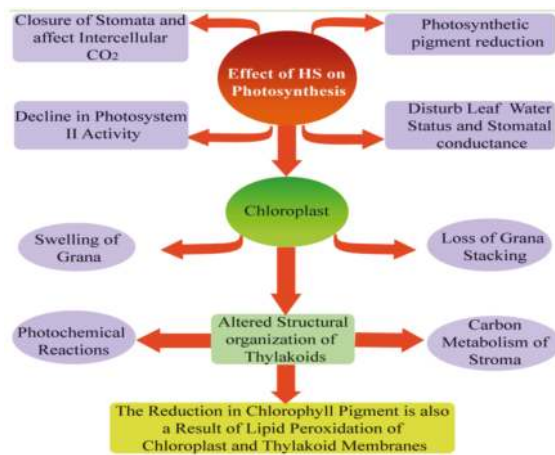 Closure of Stomata and
affect Intercellular
CO₂
Photosynthetic
pigment reduction
Effect of HS on
Photosynthesis
Decline in Photosystem
II Activity
Disturb Leaf Water
Status and Stomatal
conductance
Chloroplast
Swelling of
Grana
Loss of Grana
Stacking
Photochemical
Reactions
Altered Structural
organization of
Thylakoids
Carbon
Metabolism of
Stroma
The Reduction in Chlorophyll Pigment is also
a Result of Lipid Peroxidation of
Chloroplast and Thylakoid Membranes